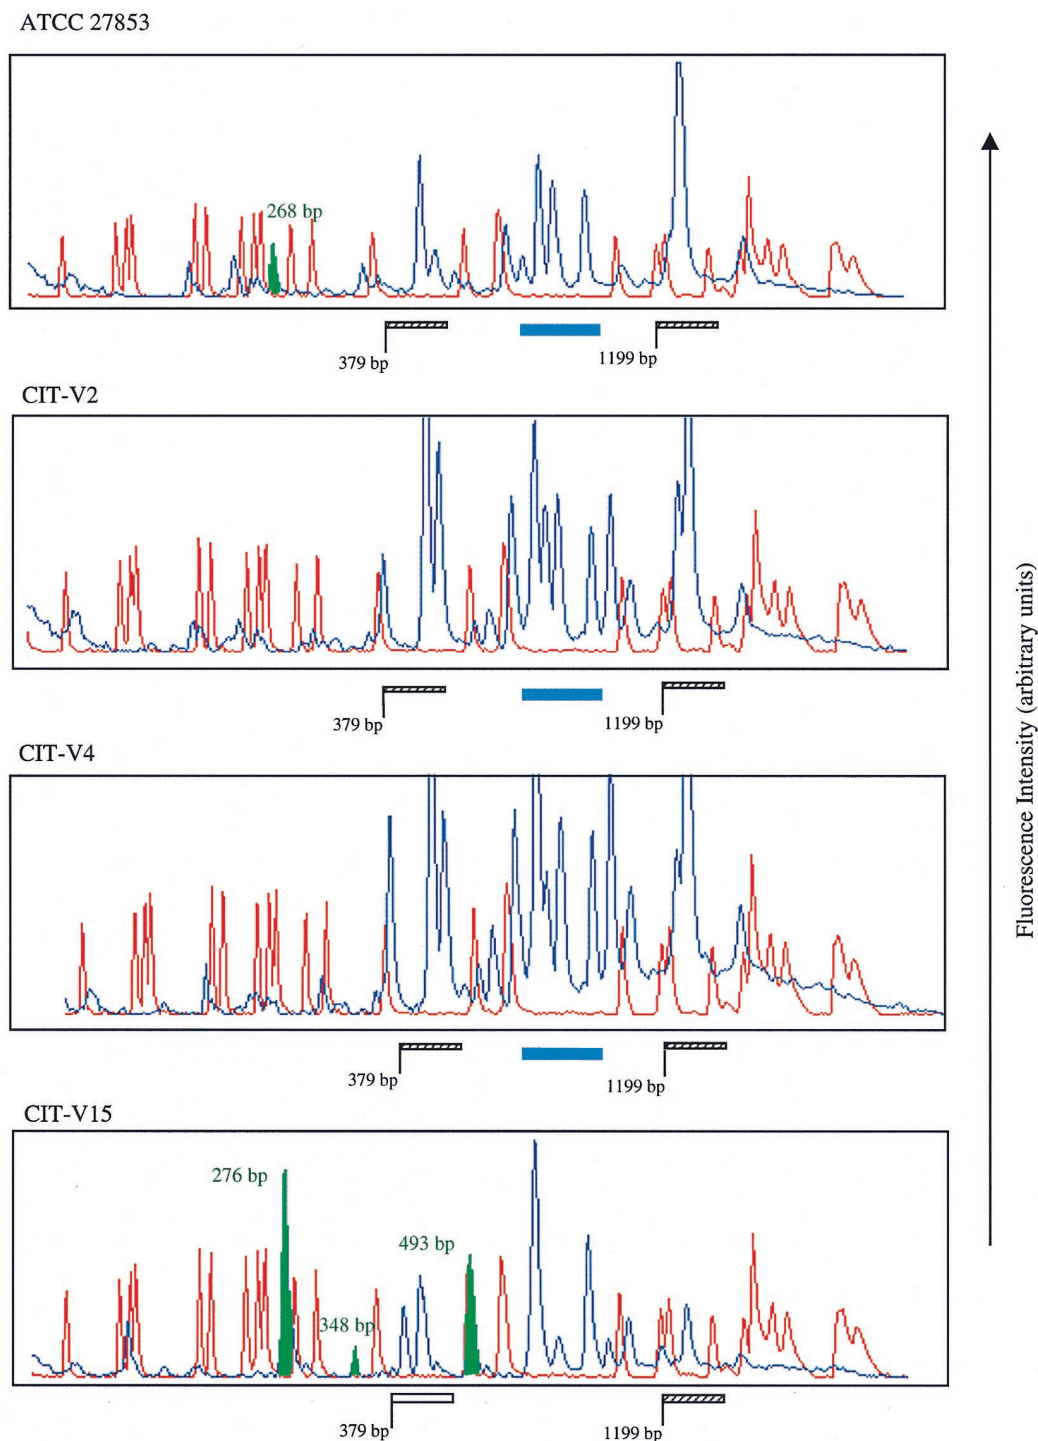 ATCC 27853
268 bp
379 bp
1199 bp
CIT-V2
379 bp
1199 bp
CIT-V4
379 bp
1199 bp
CIT-V15
276 bp
493 bp
348 bp
379 bp
1199 bp
Fluorescence Intensity (arbitrary units)